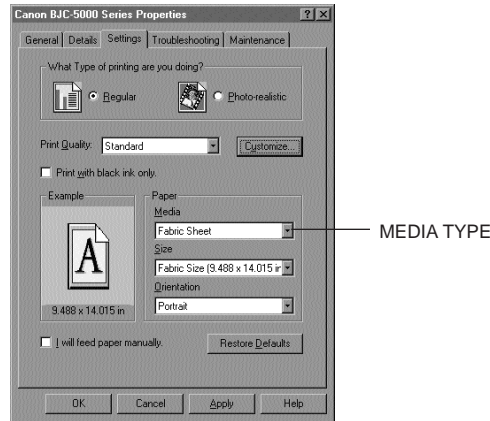 Canon BJC-5000 Series Properties
General Details Settings Troubleshooting Maintenance
What Type of printing are you doing?
Regular Photo-realistic
Print Quality: Standard Customize...
Print with black ink only.
Example
A
9.488 x 14.015 in
Paper
Media
Fabric Sheet
MEDIA TYPE
Size
Fabric Size (9.488 x 14.015 in
Orientation
Portrait
I will feed paper manually.
Restore Defaults
OK Cancel Apply Help